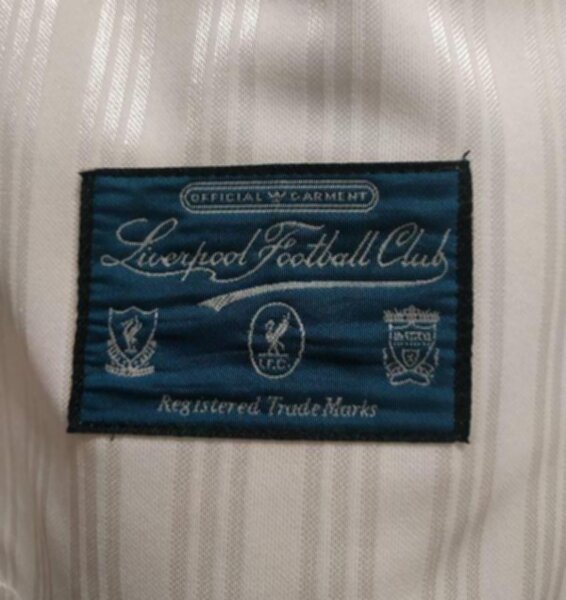 OFFICIAL GARMENT
Liverpool Football Club
L.F.C.
Registered Trade Marks